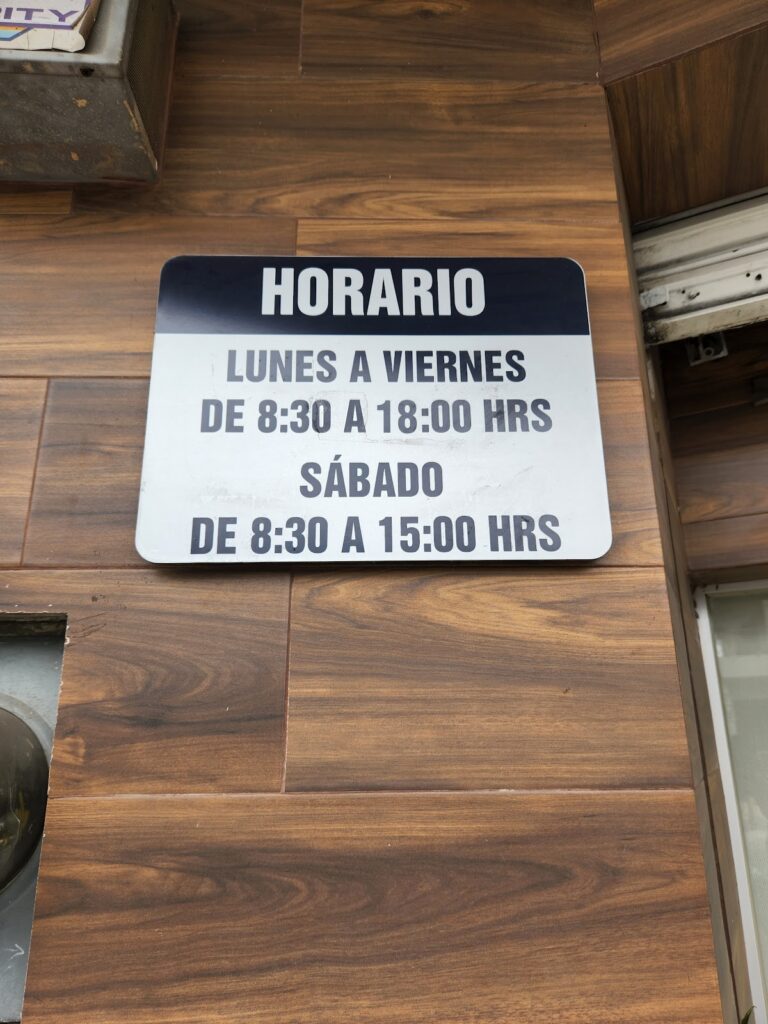 HORARIO
LUNES A VIERNES
DE 8:30 A 18:00 HRS
SÁBADO
DE 8:30 A 15:00 HRS